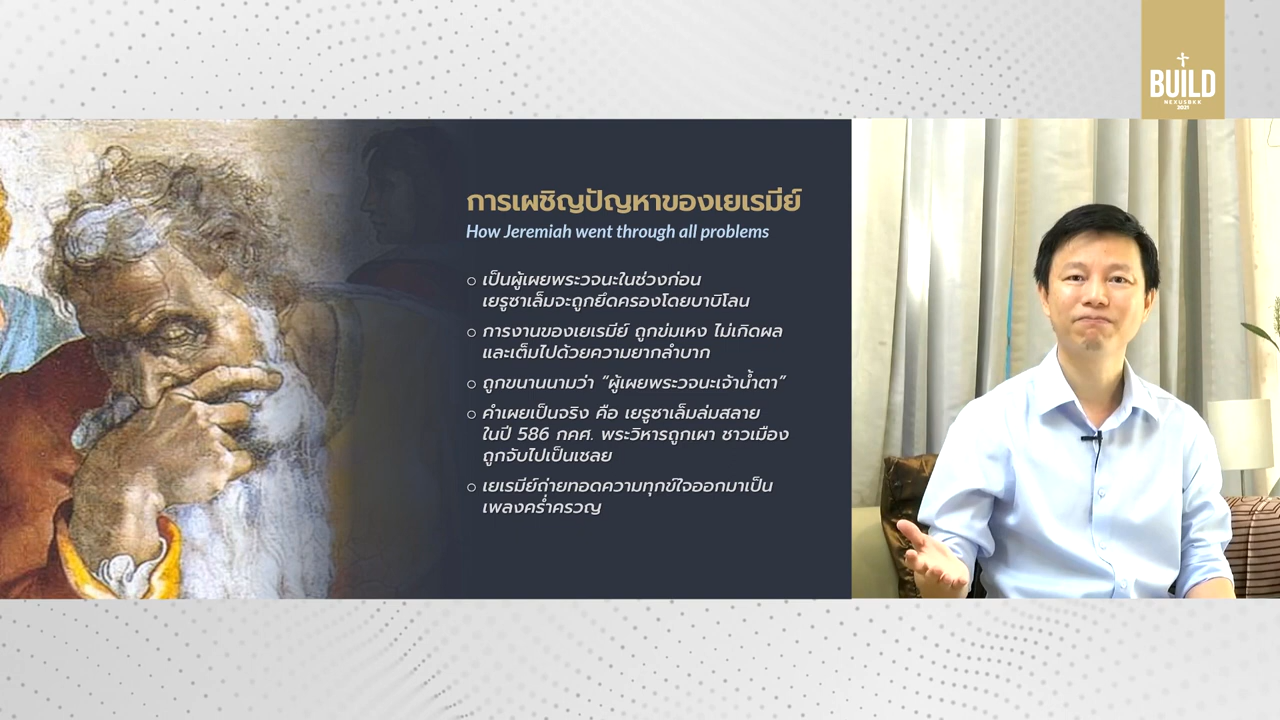 BUILD
NEXUSBKK
2021
การเผชิญปัญหาของเยเรมีย์
How Jeremiah went through all problems
เป็นผู้เผยพระวจนะในช่วงก่อน
เยรูซาเล็มจะถูกยึดครองโดยบาบิโลน
การงานของเยเรมีย์ ถูกข่มเหง ไม่เกิดผล
และเต็มไปด้วยความยากลำบาก
ถูกขนานนามว่า “ผู้เผยพระวจนะเจ้าน้ำตา”
คำเผยเป็นจริง คือ เยรูซาเล็มล่มสลาย
ในปี 586 กคศ. พระวิหารถูกเผา ชาวเมือง
ถูกจับไปเป็นเชลย
เยเรมีย์ถ่ายทอดความทุกข์ใจออกมาเป็น
เพลงคร่ำครวญ